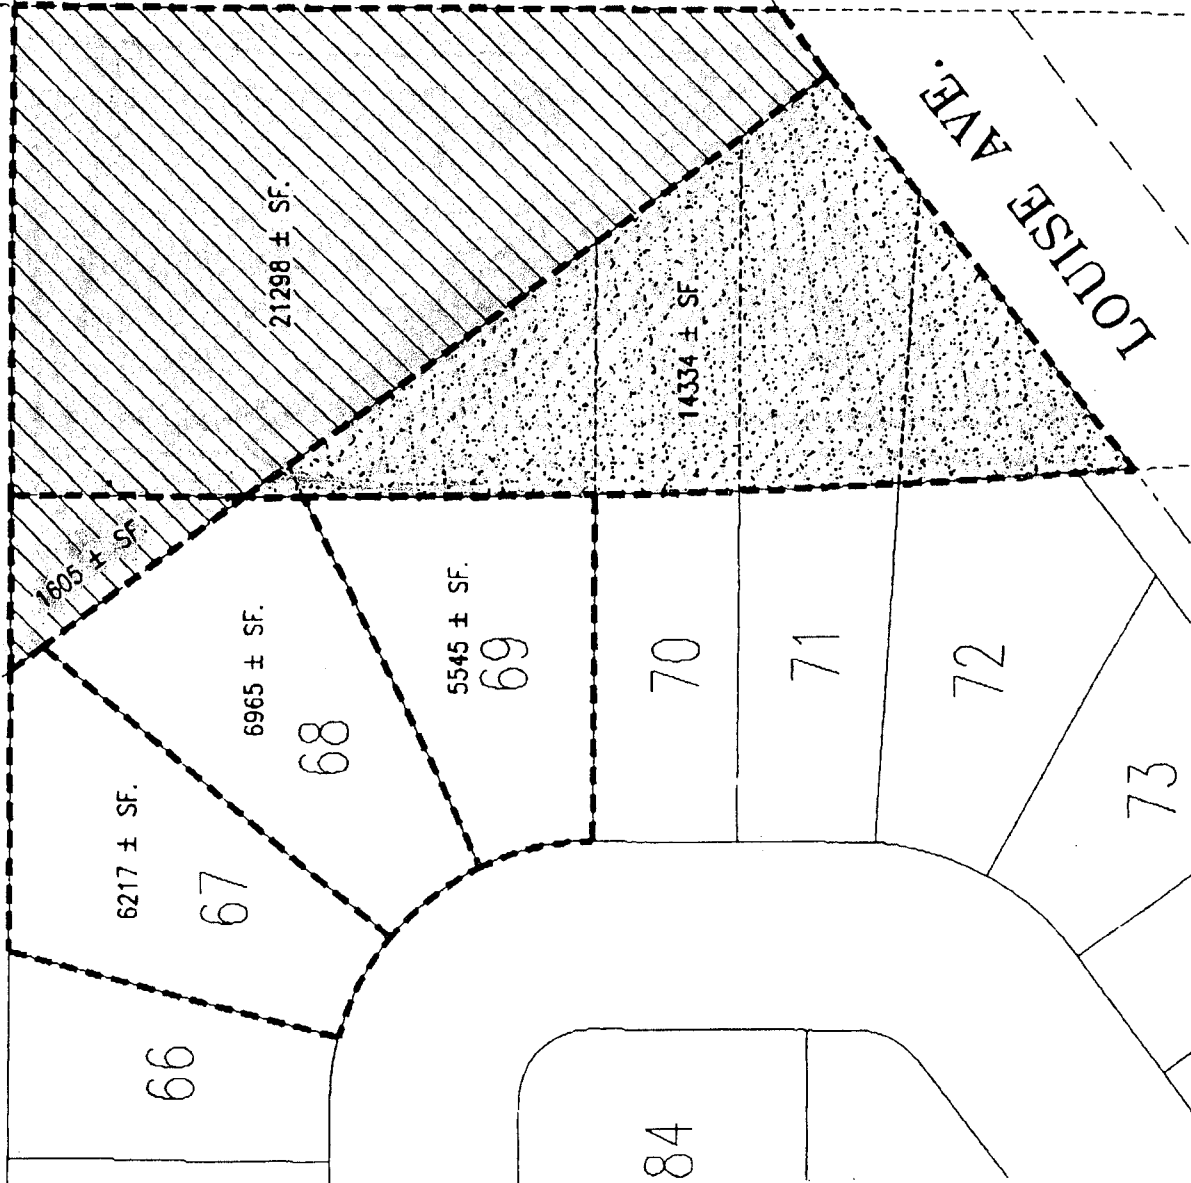 LOUISE AVE.
21298 ± SF.
14334 ± SF.
1605 ± SF.
6965 ± SF.
68
5545 ± SF.
69
70
71
72
73
6217 ± SF.
67
66
84